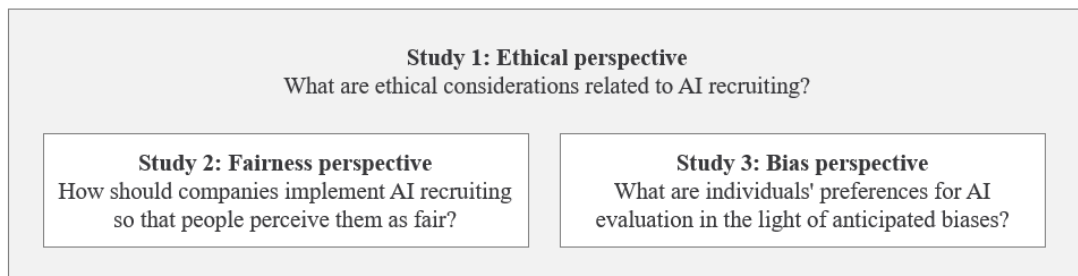 Study 1: Ethical perspective
What are ethical considerations related to AI recruiting?
Study 2: Fairness perspective
How should companies implement AI recruiting
so that people perceive them as fair?
Study 3: Bias perspective
What are individuals' preferences for AI
evaluation in the light of anticipated biases?